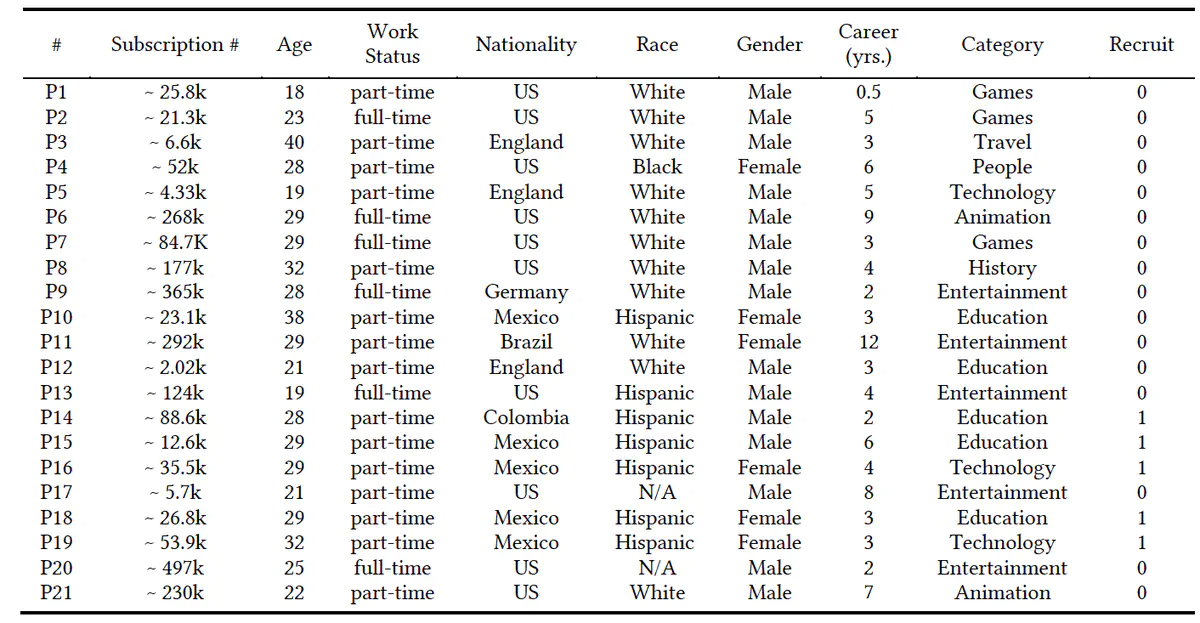 # Subscription # Age Work Status Nationality Race Gender Career (yrs.) Category Recruit
P1 ~ 25.8k 18 part-time US White Male 0.5 Games 0
P2 ~ 21.3k 23 full-time US White Male 5 Games 0
P3 ~ 6.6k 40 part-time England White Male 3 Travel 0
P4 ~ 52k 28 part-time US Black Female 6 People 0
P5 ~ 4.33k 19 part-time England White Male 5 Technology 0
P6 ~ 268k 29 full-time US White Male 9 Animation 0
P7 ~ 84.7K 29 full-time US White Male 3 Games 0
P8 ~ 177k 32 part-time US White Male 4 History 0
P9 ~ 365k 28 full-time Germany White Male 2 Entertainment 0
P10 ~ 23.1k 38 part-time Mexico Hispanic Female 3 Education 0
P11 ~ 292k 29 part-time Brazil White Female 12 Entertainment 0
P12 ~ 2.02k 21 part-time England White Male 3 Education 0
P13 ~ 124k 19 full-time US Hispanic Male 4 Entertainment 0
P14 ~ 88.6k 28 part-time Colombia Hispanic Male 2 Education 1
P15 ~ 12.6k 29 part-time Mexico Hispanic Male 6 Education 1
P16 ~ 35.5k 29 part-time Mexico Hispanic Female 4 Technology 1
P17 ~ 5.7k 21 part-time US N/A Male 8 Entertainment 0
P18 ~ 26.8k 29 part-time Mexico Hispanic Female 3 Education 1
P19 ~ 53.9k 32 part-time Mexico Hispanic Female 3 Technology 1
P20 ~ 497k 25 full-time US N/A Male 2 Entertainment 0
P21 ~ 230k 22 part-time US White Male 7 Animation 0